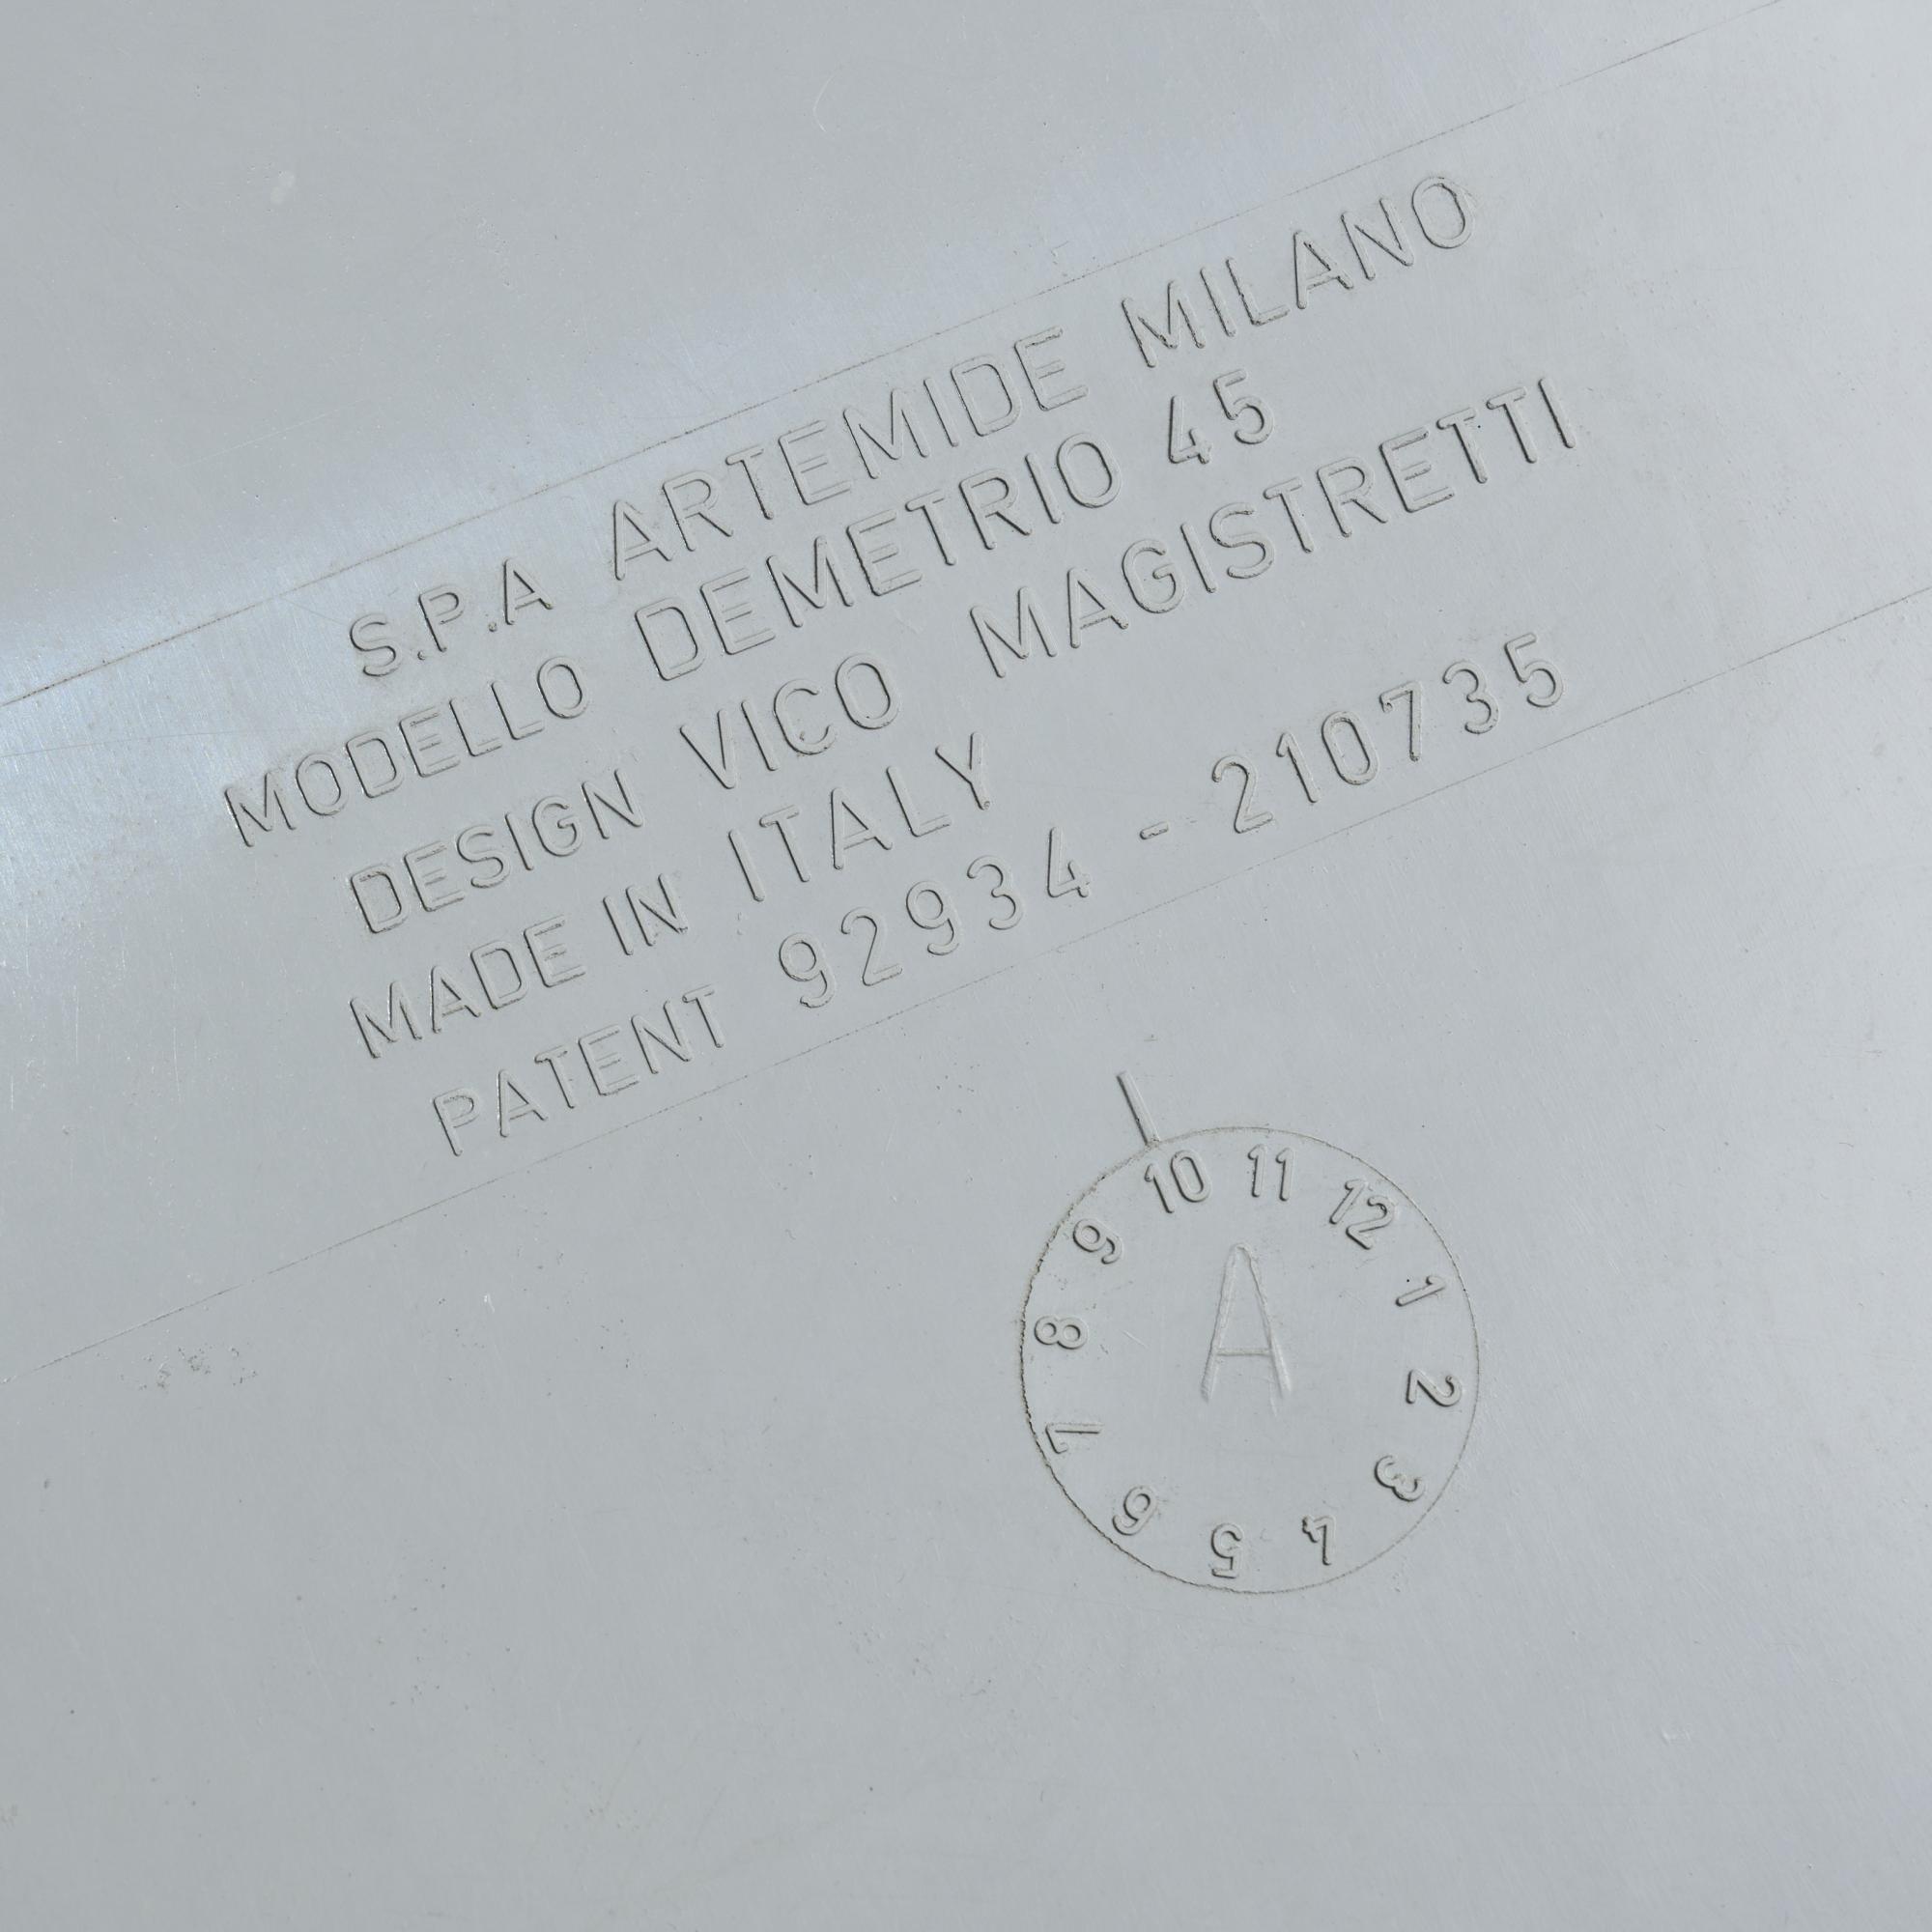 S.P.A ARTEMIDE MILANO
MODELLO DEMETRIO 45
DESIGN VICO MAGISTRETTI
MADE IN ITALY
PATENT 92934 - 210735
10 11 12 1 2 3 4 5 6 7 8 9
A